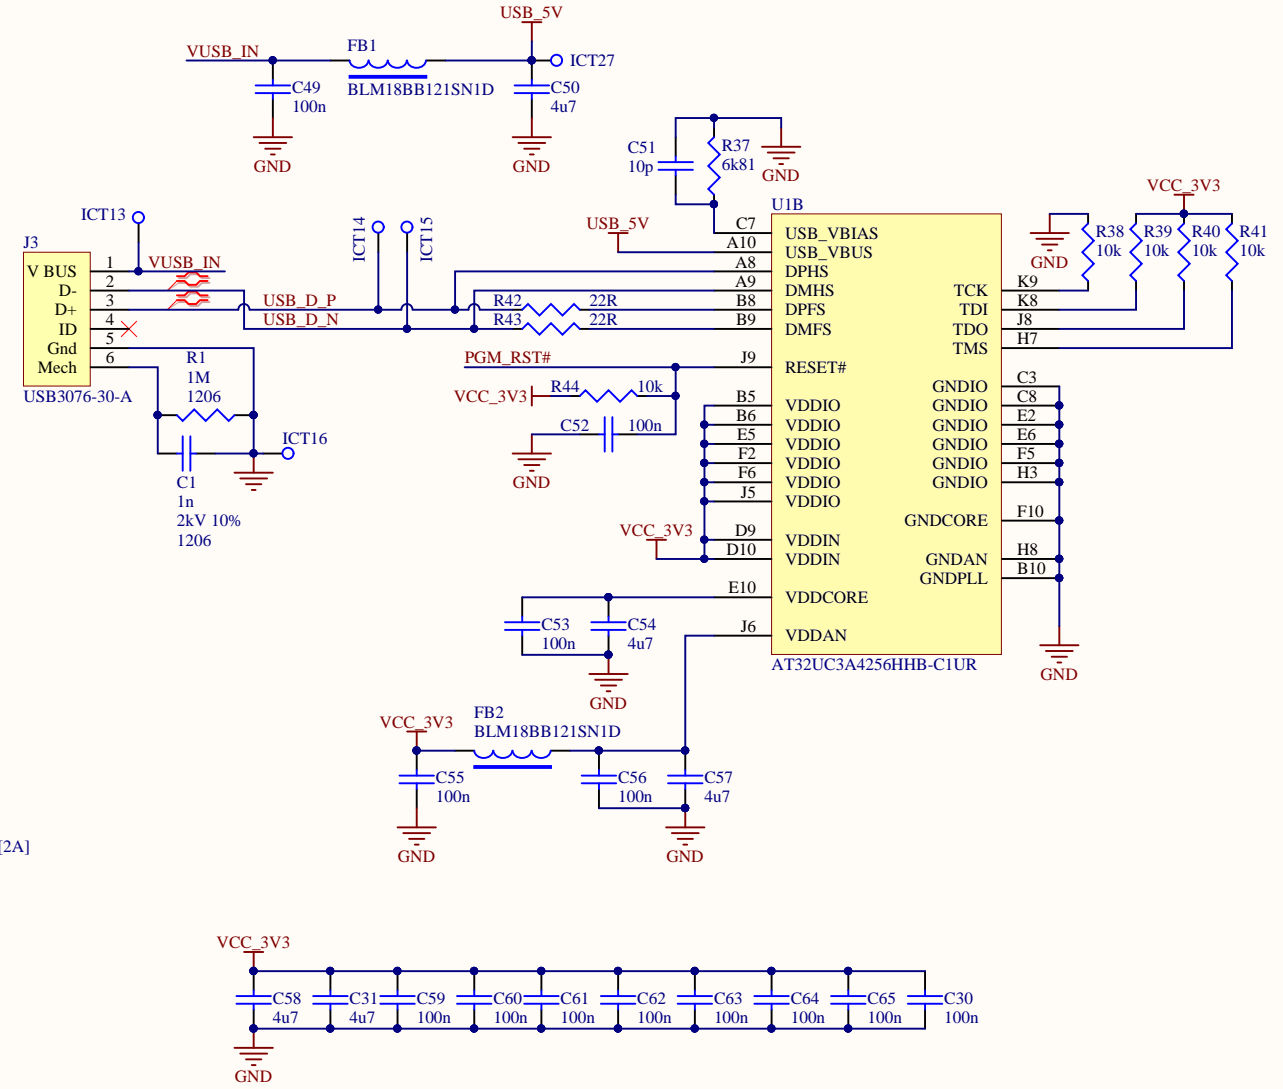 USB_5V
VUSB_IN
FB1
BLM18BB121SN1D
ICT27
C49
100n
C50
4u7
GND
GND
C51
10p
R37
6k81
GND
ICT13
ICT14
ICT15
USB_5V
U1B
VCC_3V3
J3
V BUS 1
D- 2
D+ 3
ID 4
Gnd 5
Mech 6
USB3076-30-A
VUSB_IN
USB_D_P
USB_D_N
R42 22R
R43 22R
C7 USB_VBIAS
A10 USB_VBUS
A8 DPHS
A9 DMHS
B8 DPFS
B9 DMFS
J9 RESET#
B5 VDDIO
B6 VDDIO
E5 VDDIO
F2 VDDIO
F6 VDDIO
J5 VDDIO
D9 VDDIN
D10 VDDIN
E10 VDDCORE
J6 VDDAN
TCK K9
TDI K8
TDO J8
TMS H7
GNDIO C3
GNDIO C8
GNDIO E2
GNDIO E6
GNDIO F5
GNDIO H3
GNDCORE F10
GNDAN H8
GNDPLL B10
AT32UC3A4256HHB-C1UR
GND
R38
10k
R39
10k
R40
10k
R41
10k
GND
PGM_RST#
VCC_3V3
R44 10k
C52 100n
GND
R1
1M
1206
ICT16
C1
1n
2kV 10%
1206
VCC_3V3
C53
100n
C54
4u7
GND
VCC_3V3
FB2
BLM18BB121SN1D
C55
100n
C56
100n
C57
4u7
GND
GND
[2A]
VCC_3V3
C58
4u7
C31
4u7
C59
100n
C60
100n
C61
100n
C62
100n
C63
100n
C64
100n
C65
100n
C30
100n
GND